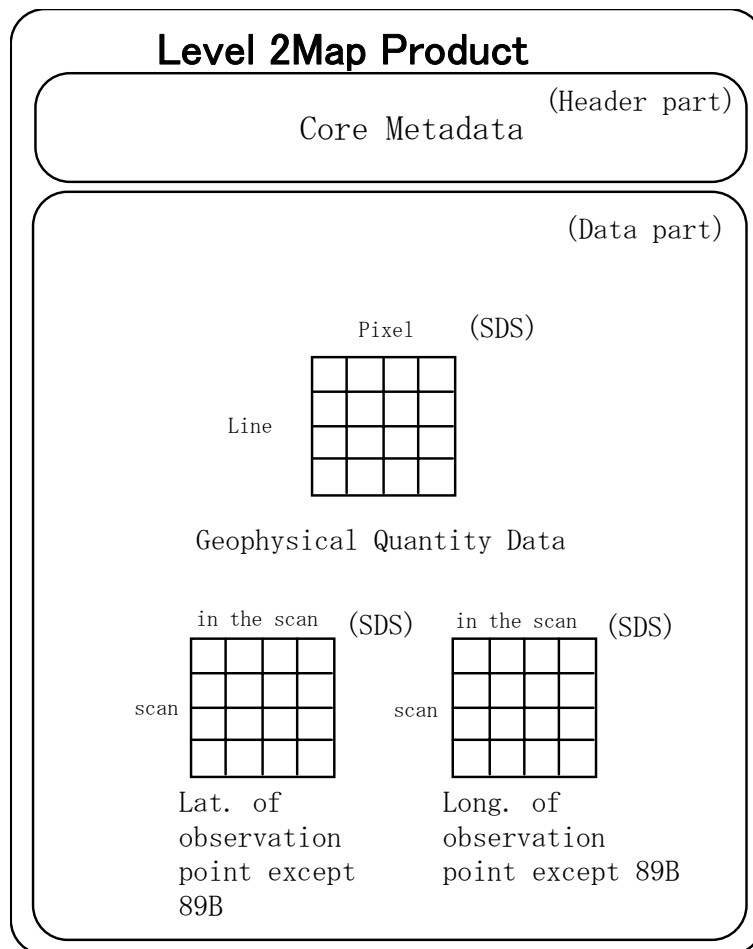 Level 2Map Product
(Header part)
Core Metadata
(Data part)
Pixel (SDS)
Line
Geophysical Quantity Data
in the scan (SDS)
scan
Lat. of
observation
point except
89B
in the scan (SDS)
scan
Long. of
observation
point except 89B